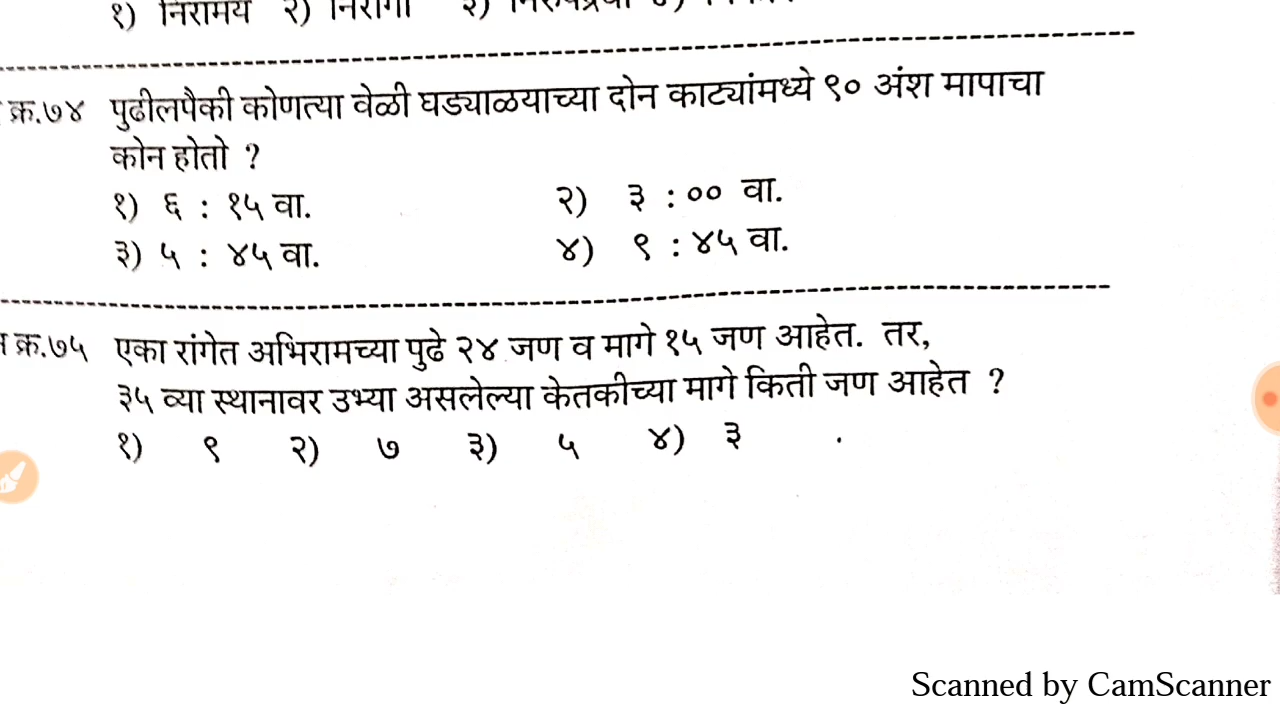 १) निरामय २) निरोगी ३)
क्र.७४ पुढीलपैकी कोणत्या वेळी घड्याळयाच्या दोन काट्यांमध्ये ९० अंश मापाचा
कोन होतो ?
१) ६ : १५ वा. २) ३ : ०० वा.
३) ५ : ४५ वा. ४) ९ : ४५ वा.
क्र.७५ एका रांगेत अभिरामच्या पुढे २४ जण व मागे १५ जण आहेत. तर,
३५ व्या स्थानावर उभ्या असलेल्या केतकीच्या मागे किती जण आहेत ?
१) ९ २) ७ ३) ५ ४) ३
Scanned by CamScanner